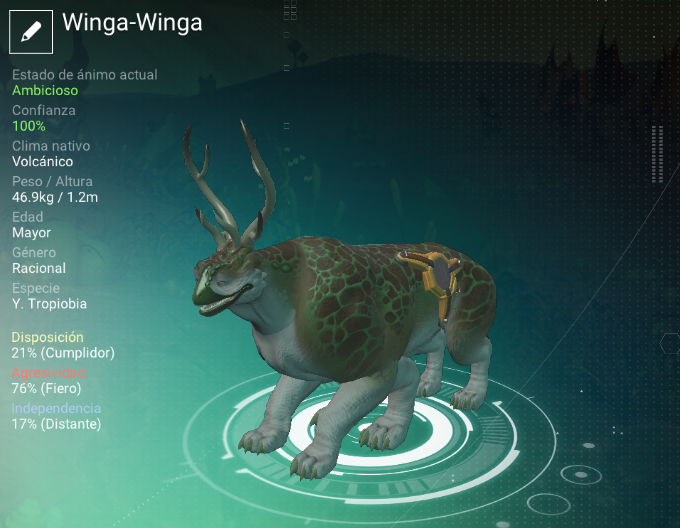 Winga-Winga
Estado de ánimo actual
Ambicioso
Confianza
100%
Clima nativo
Volcánico
Peso / Altura
46.9kg / 1.2m
Edad
Mayor
Género
Racional
Especie
Y. Tropiobia
Disposición
21% (Cumplidor)
Agresividad
76% (Fiero)
Independencia
17% (Distante)